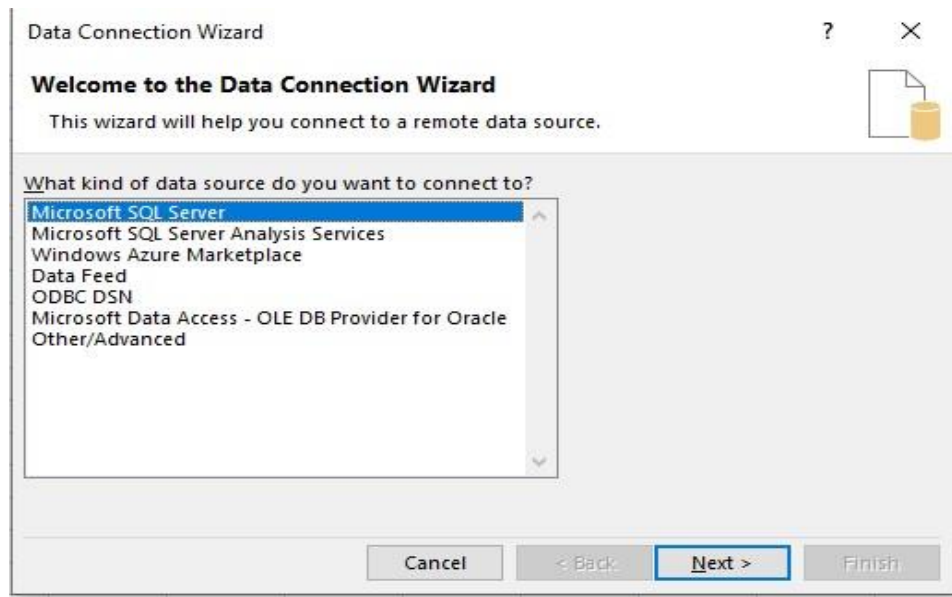 Data Connection Wizard ? ×
Welcome to the Data Connection Wizard
This wizard will help you connect to a remote data source.
What kind of data source do you want to connect to?
Microsoft SQL Server
Microsoft SQL Server Analysis Services
Windows Azure Marketplace
Data Feed
ODBC DSN
Microsoft Data Access - OLE DB Provider for Oracle
Other/Advanced
Cancel < Back Next > Finish